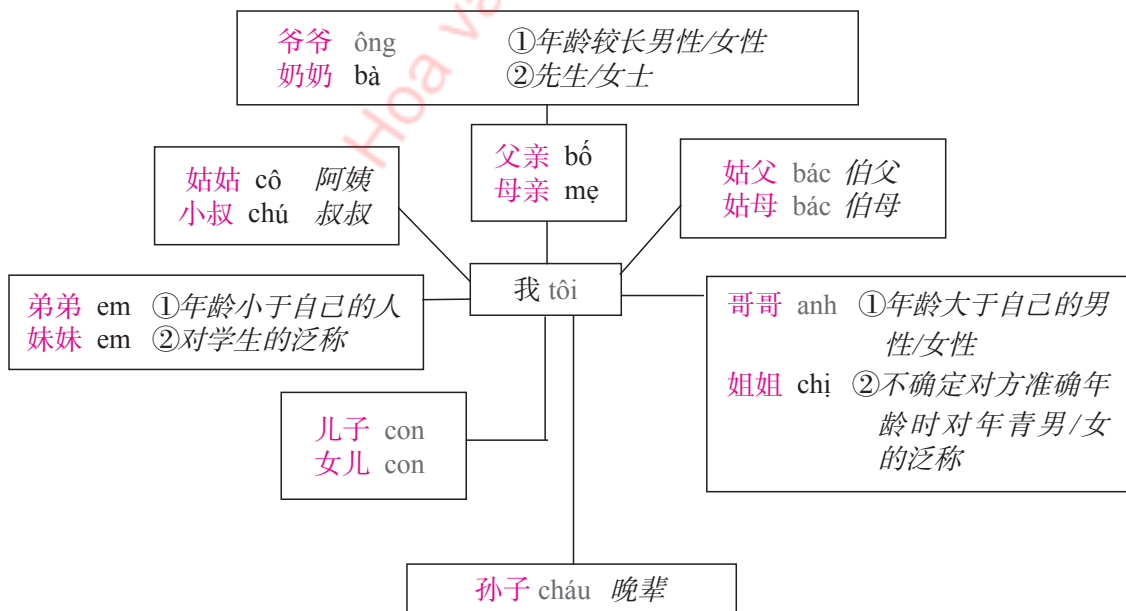 爷爷 ông ①年龄较长男性/女性
奶奶 bà ②先生/女士
父亲 bố
母亲 mẹ
姑姑 cô 阿姨
小叔 chú 叔叔
姑父 bác 伯父
姑母 bác 伯母
我 tôi
弟弟 em ①年龄小于自己的人
妹妹 em ②对学生的泛称
哥哥 anh ①年龄大于自己的男
性/女性
姐姐 chị ②不确定对方准确年
龄时对年青男/女
的泛称
儿子 con
女儿 con
孙子 cháu 晚辈
Hoa v